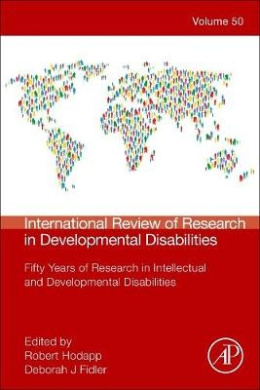 Volume 50
International Review of Research
in Developmental Disabilities
Fifty Years of Research in Intellectual
and Developmental Disabilities
Edited by
Robert Hodapp
Deborah J Fidler
AP